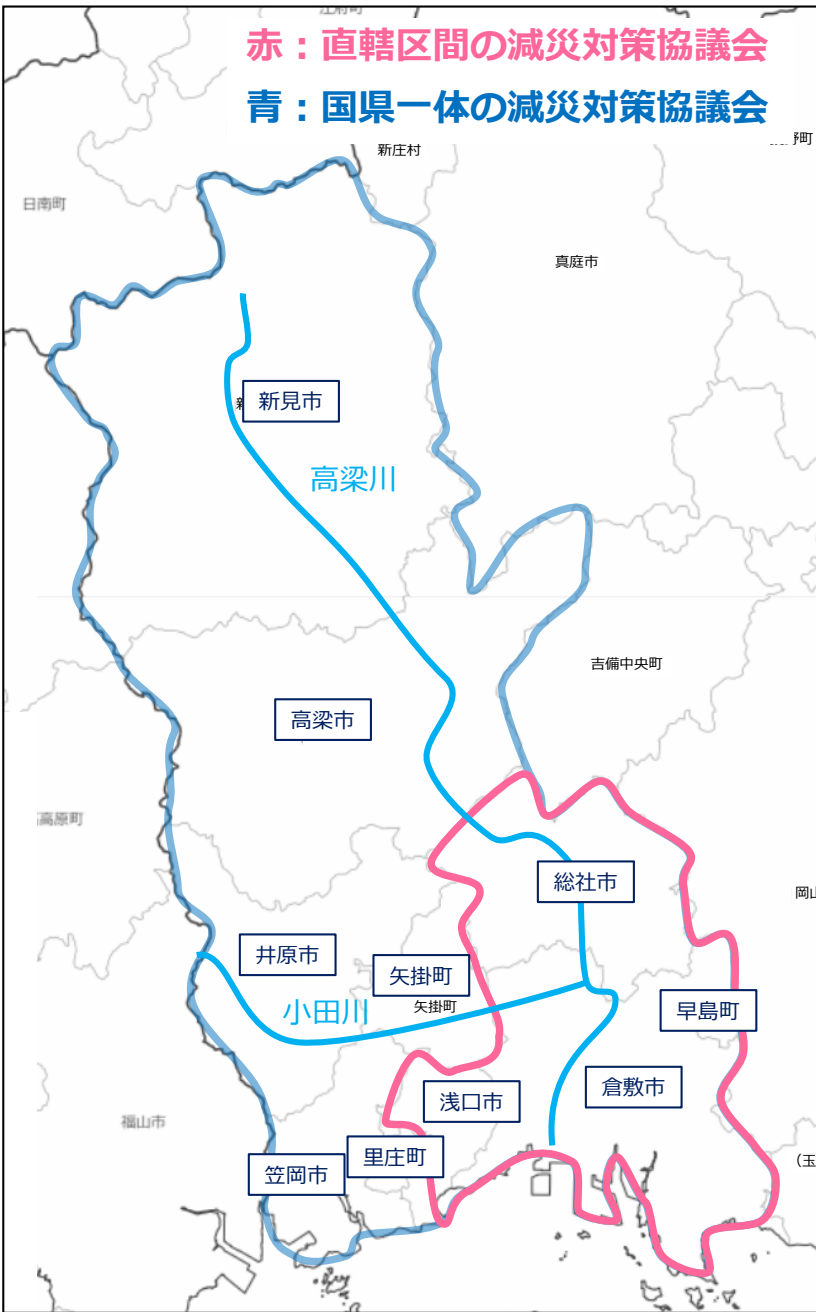 赤：直轄区間の減災対策協議会
青：国県一体の減災対策協議会
新庄村
日南町
真庭市
新見市
高梁川
吉備中央町
高梁市
高原町
総社市
岡山
井原市
矢掛町
小田川
矢掛町
早島町
倉敷市
浅口市
福山市
里庄町
笠岡市
（玉